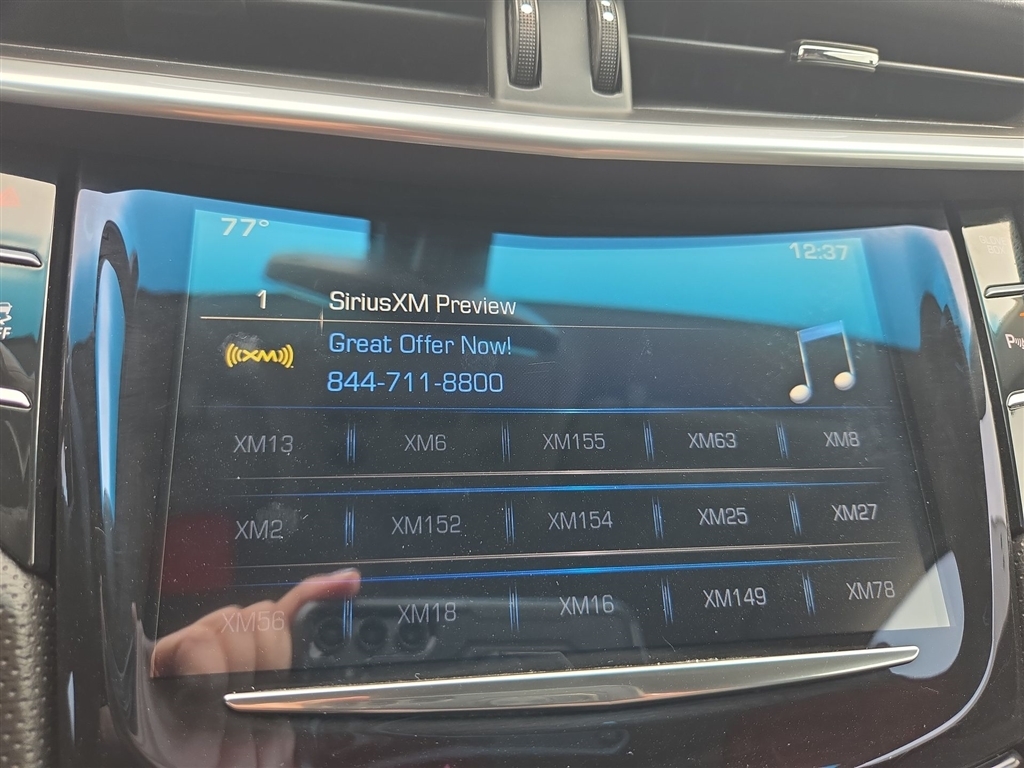 77° 12:37
1 SiriusXM Preview
((XM)) Great Offer Now!
844-711-8800
XM13 XM6 XM155 XM63 XM8
XM2 XM152 XM154 XM25 XM27
XM56 XM18 XM16 XM149 XM78